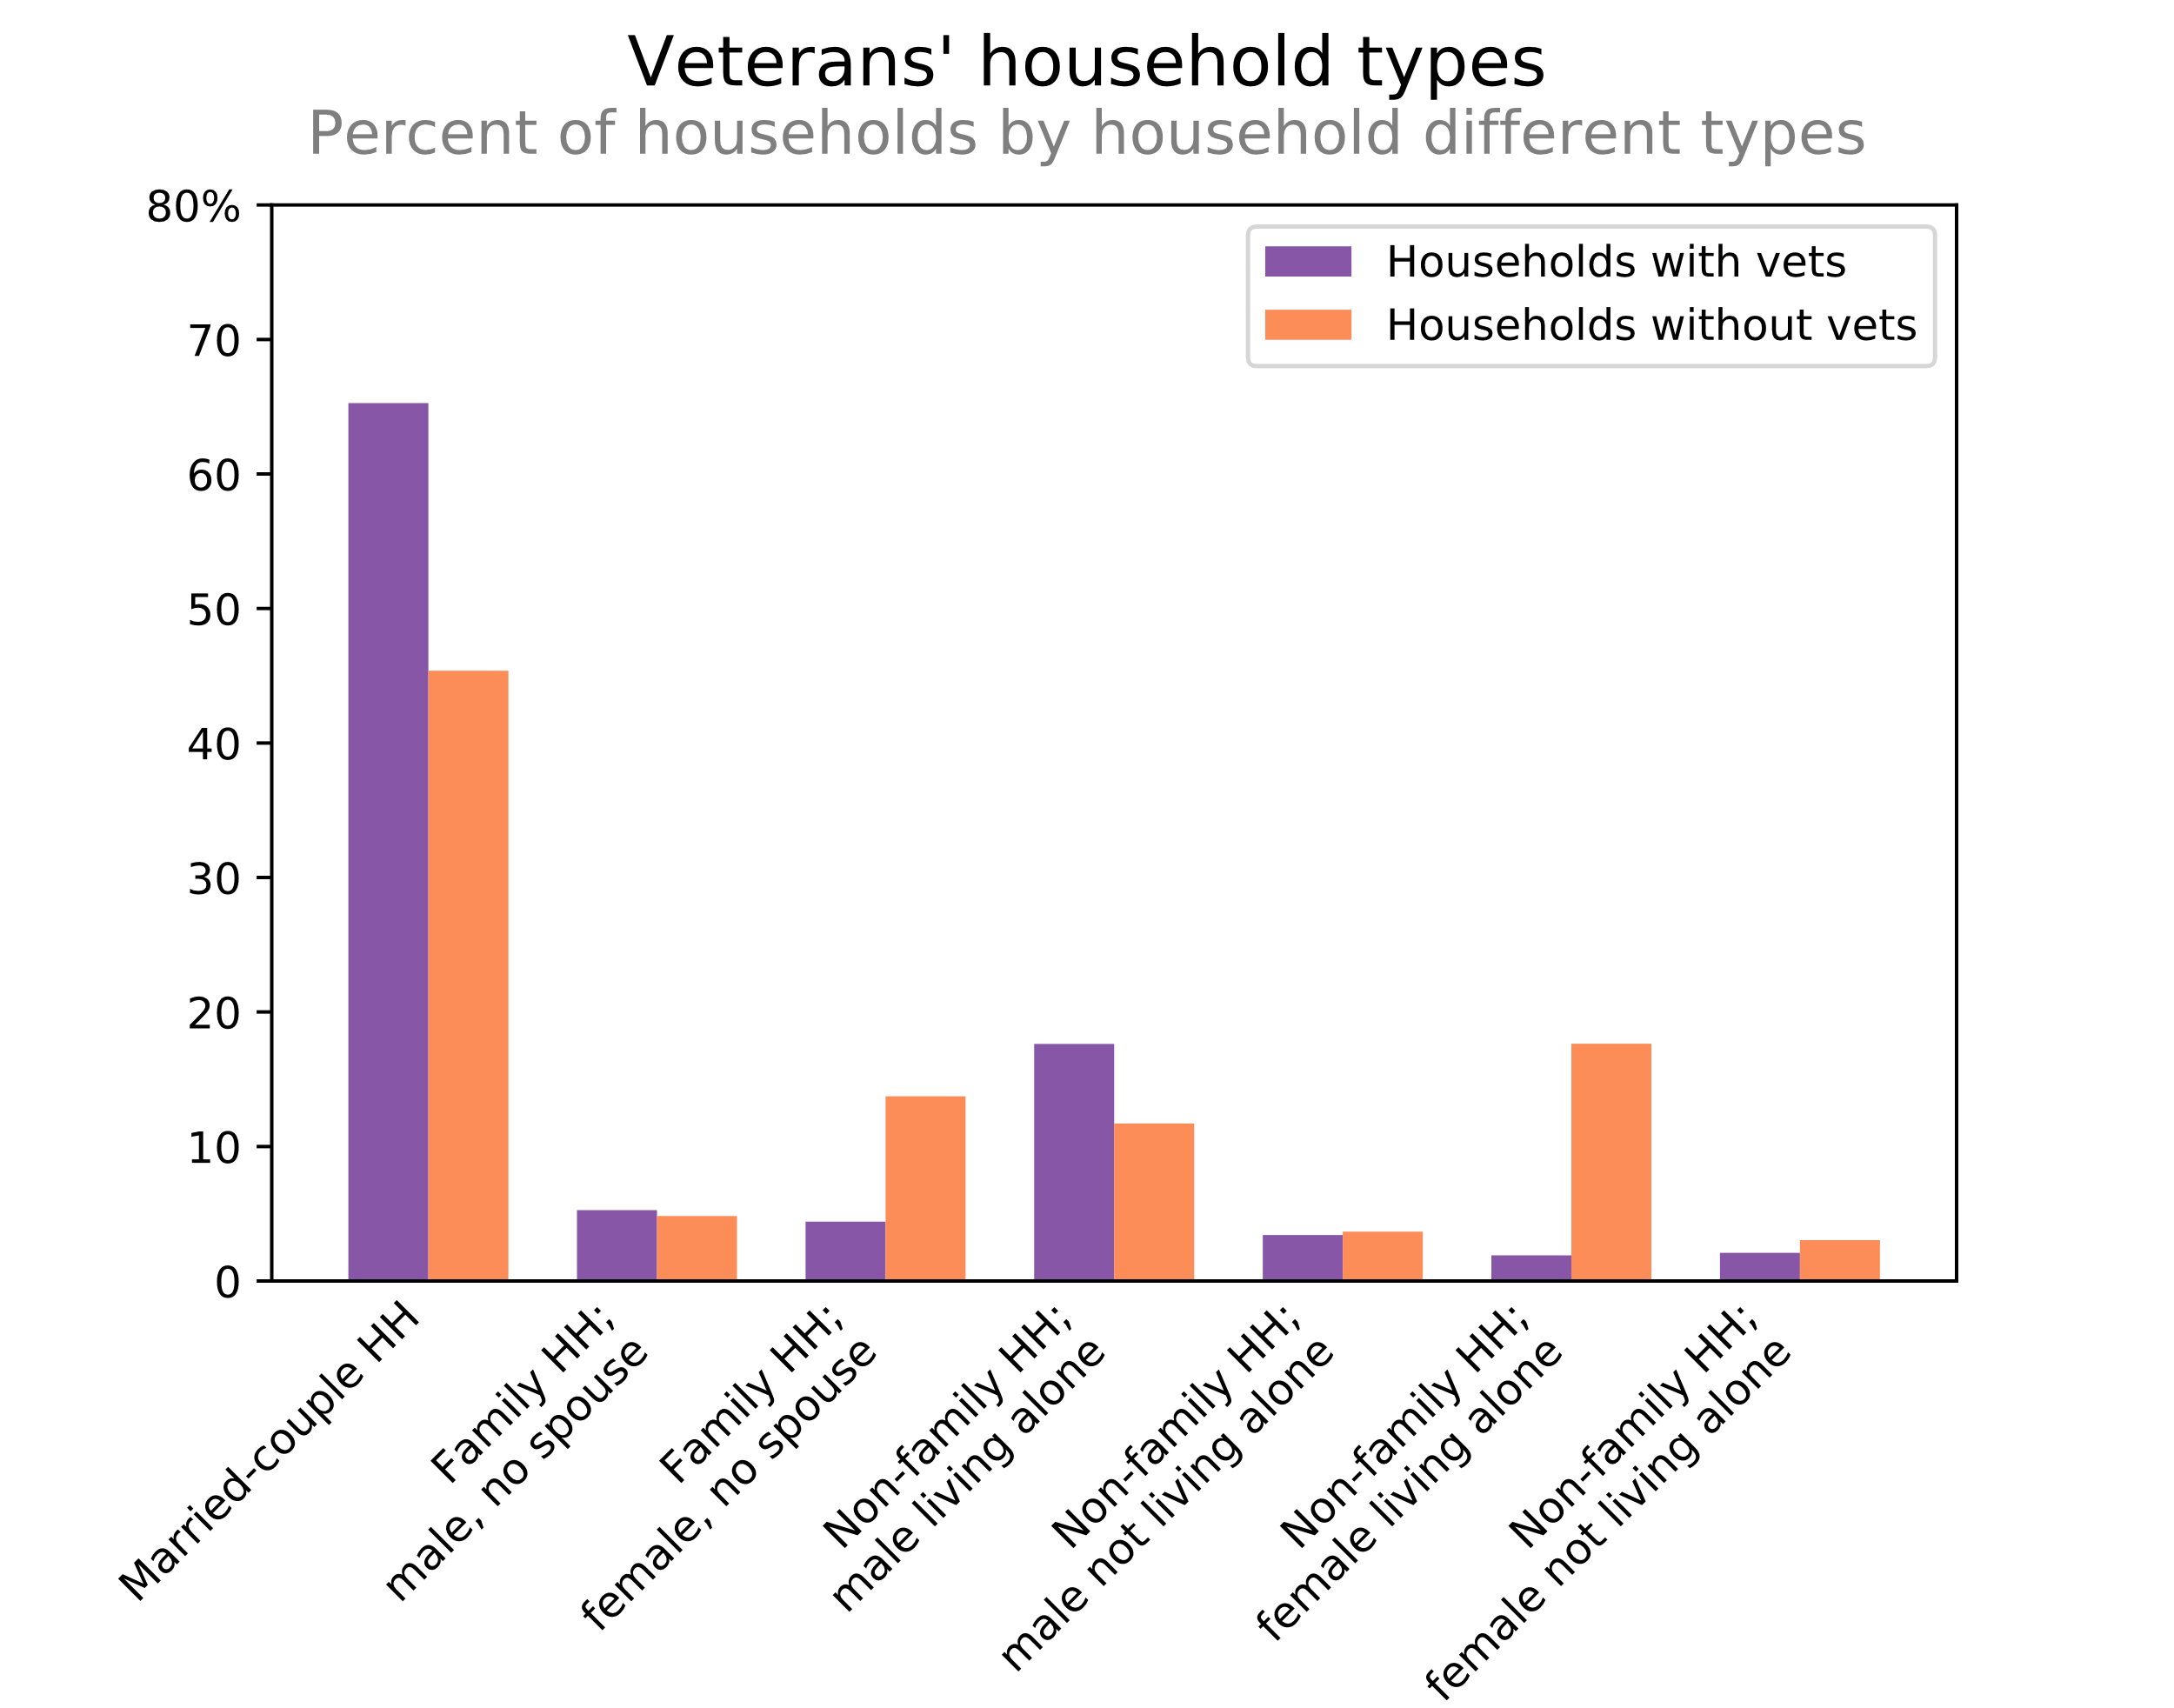 Veterans' household types
Percent of households by household different types
80%
70
60
50
40
30
20
10
0
Households with vets
Households without vets
Married-couple HH
Family HH;
male, no spouse
Family HH;
female, no spouse
Non-family HH;
male living alone
Non-family HH;
male not living alone
Non-family HH;
female living alone
Non-family HH;
female not living alone